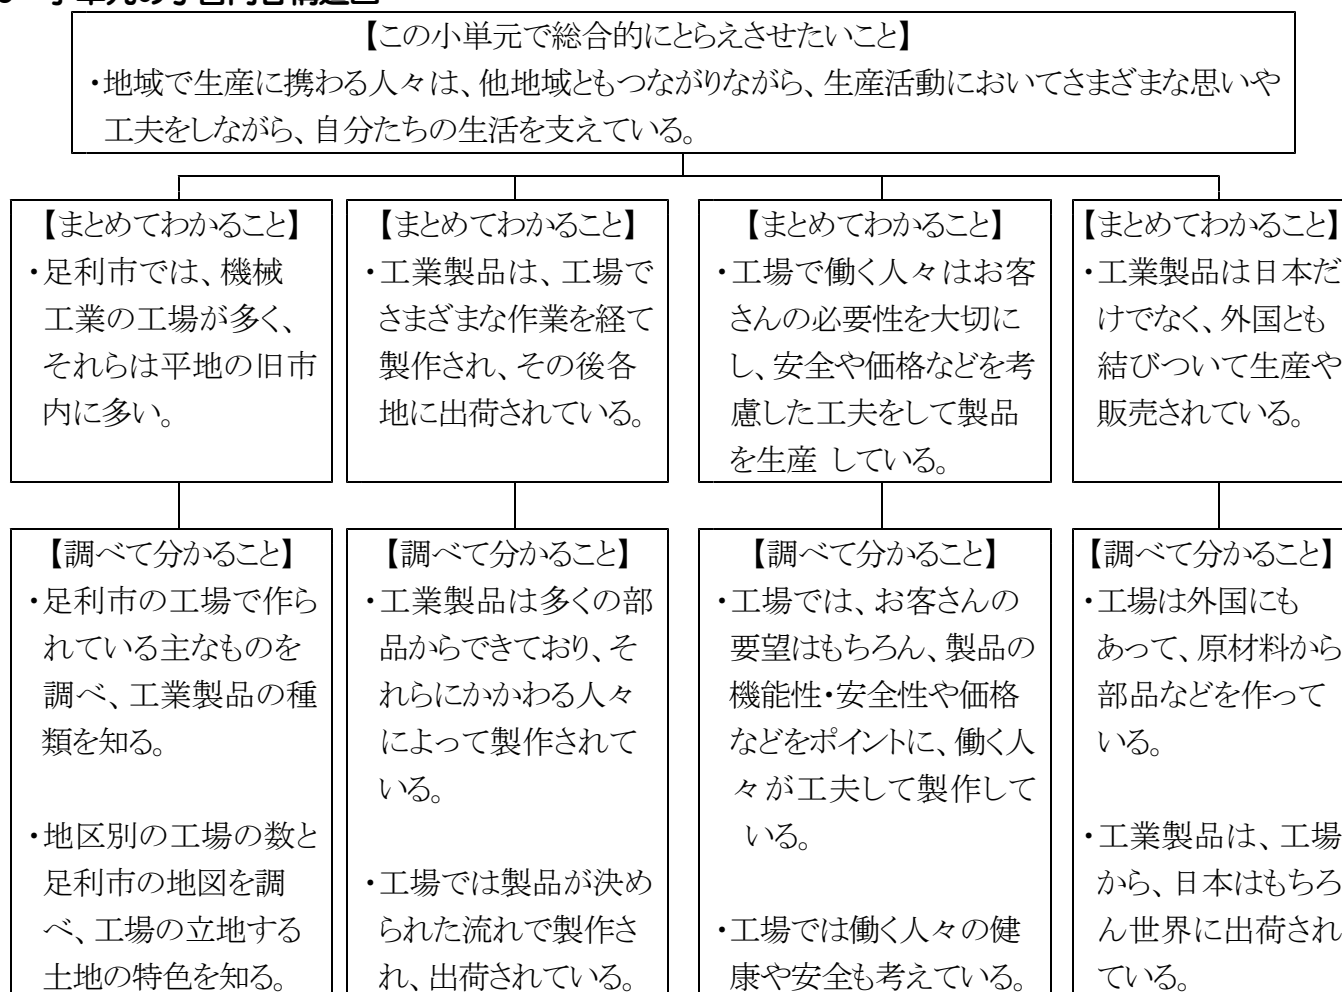 【この小単元で総合的にとらえさせたいこと】
・地域で生産に携わる人々は、他地域ともつながりながら、生産活動においてさまざまな思いや
工夫をしながら、自分たちの生活を支えている。
【まとめてわかること】
・足利市では、機械
工業の工場が多く、
それらは平地の旧市
内に多い。
【まとめてわかること】
・工業製品は、工場で
さまざまな作業を経て
製作され、その後各
地に出荷されている。
【まとめてわかること】
・工場で働く人々はお客
さんの必要性を大切に
し、安全や価格などを考
慮した工夫をして製品
を生産 している。
【まとめてわかること】
・工業製品は日本だ
けでなく、外国とも
結びついて生産や
販売されている。
【調べて分かること】
・足利市の工場で作ら
れている主なものを
調べ、工業製品の種
類を知る。
・地区別の工場の数と
足利市の地図を調
べ、工場の立地する
土地の特色を知る。
【調べて分かること】
・工業製品は多くの部
品からできており、そ
れらにかかわる人々
によって製作されて
いる。
・工場では製品が決め
られた流れで製作さ
れ、出荷されている。
【調べて分かること】
・工場では、お客さんの
要望はもちろん、製品の
機能性・安全性や価格
などをポイントに、働く人
々が工夫して製作して
いる。
・工場では働く人々の健
康や安全も考えている。
【調べて分かること】
・工場は外国にも
あって、原材料から
部品などを作って
いる。
・工業製品は、工場
から、日本はもちろ
ん世界に出荷され
ている。